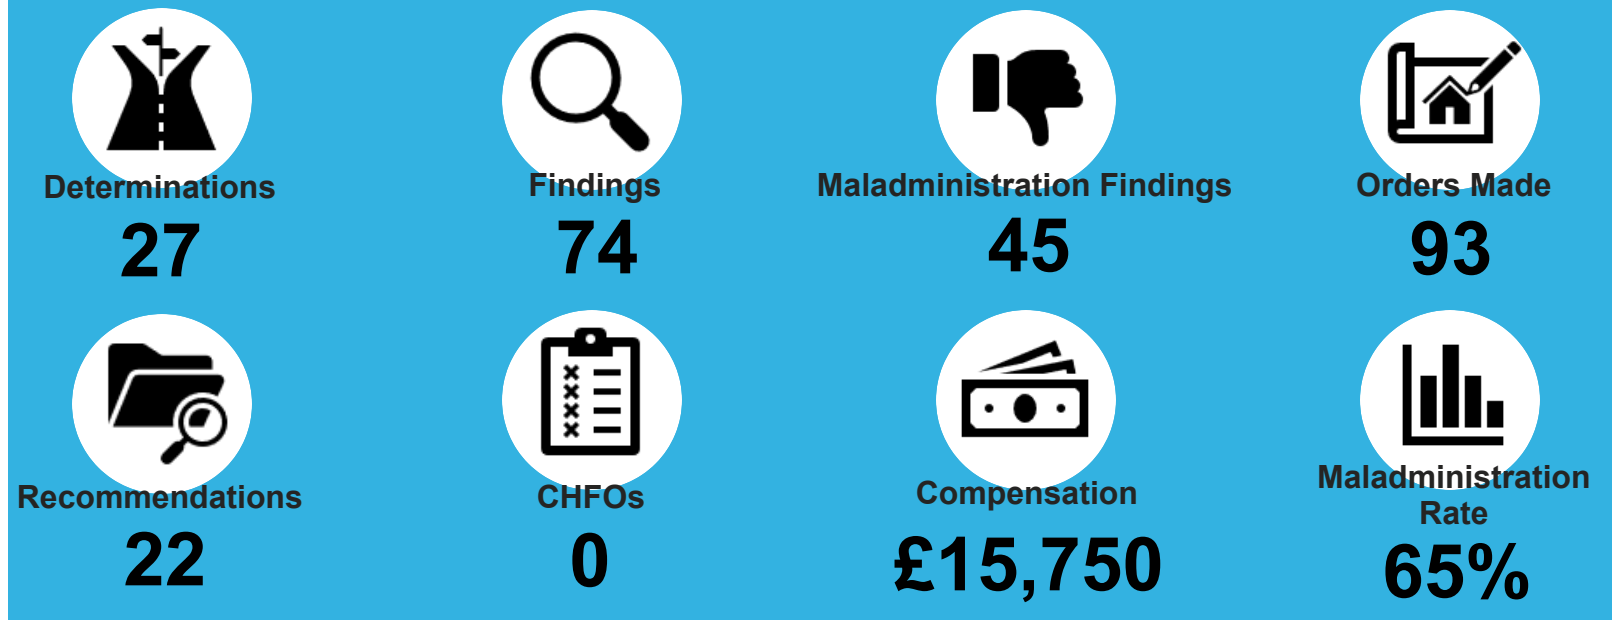 Determinations
27
Findings
74
Maladministration Findings
45
Orders Made
93
Recommendations
22
CHFOs
0
Compensation
£15,750
Maladministration
Rate
65%